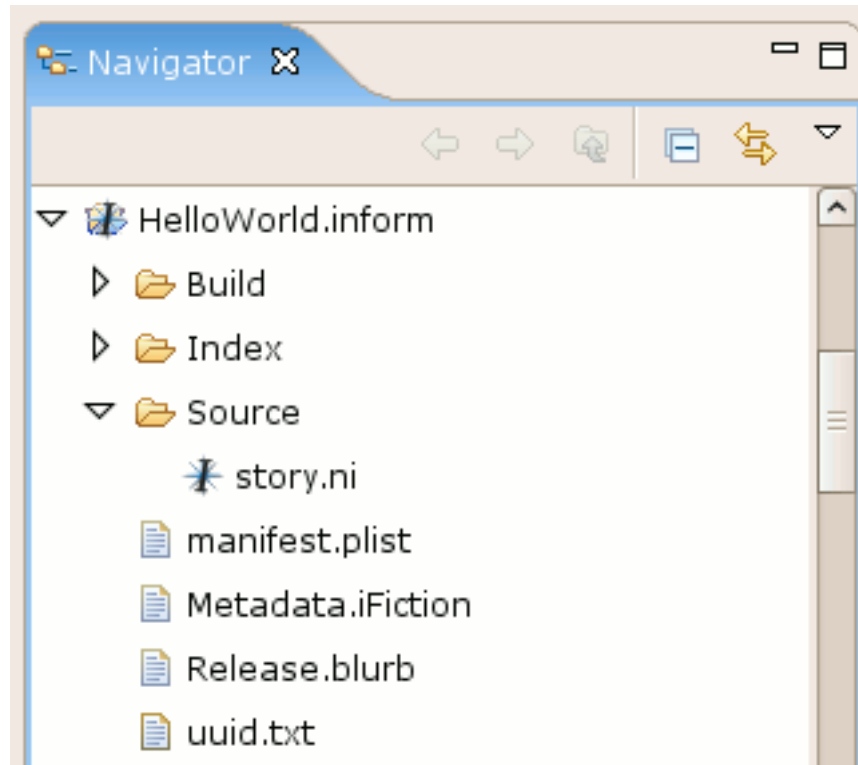 Navigator
HelloWorld.inform
Build
Index
Source
story.ni
manifest.plist
Metadata.iFiction
Release.blurb
uuid.txt